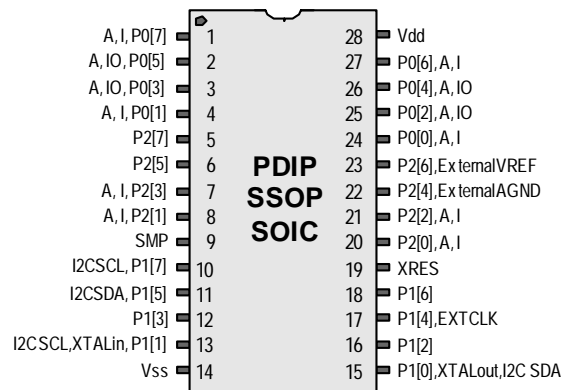 A, I, P0[7] 1 28 Vdd
A, IO, P0[5] 2 27 P0[6], A, I
A, IO, P0[3] 3 26 P0[4], A, IO
A, I, P0[1] 4 25 P0[2], A, IO
P2[7] 5 24 P0[0], A, I
P2[5] 6 23 P2[6], ExternalVREF
A, I, P2[3] 7 22 P2[4], ExternalAGND
A, I, P2[1] 8 21 P2[2], A, I
SMP 9 20 P2[0], A, I
I2CSCL, P1[7] 10 19 XRES
I2CSDA, P1[5] 11 18 P1[6]
P1[3] 12 17 P1[4], EXTCLK
I2CSCL, XTALin, P1[1] 13 16 P1[2]
Vss 14 15 P1[0], XTALout, I2C SDA
PDIP
SSOP
SOIC